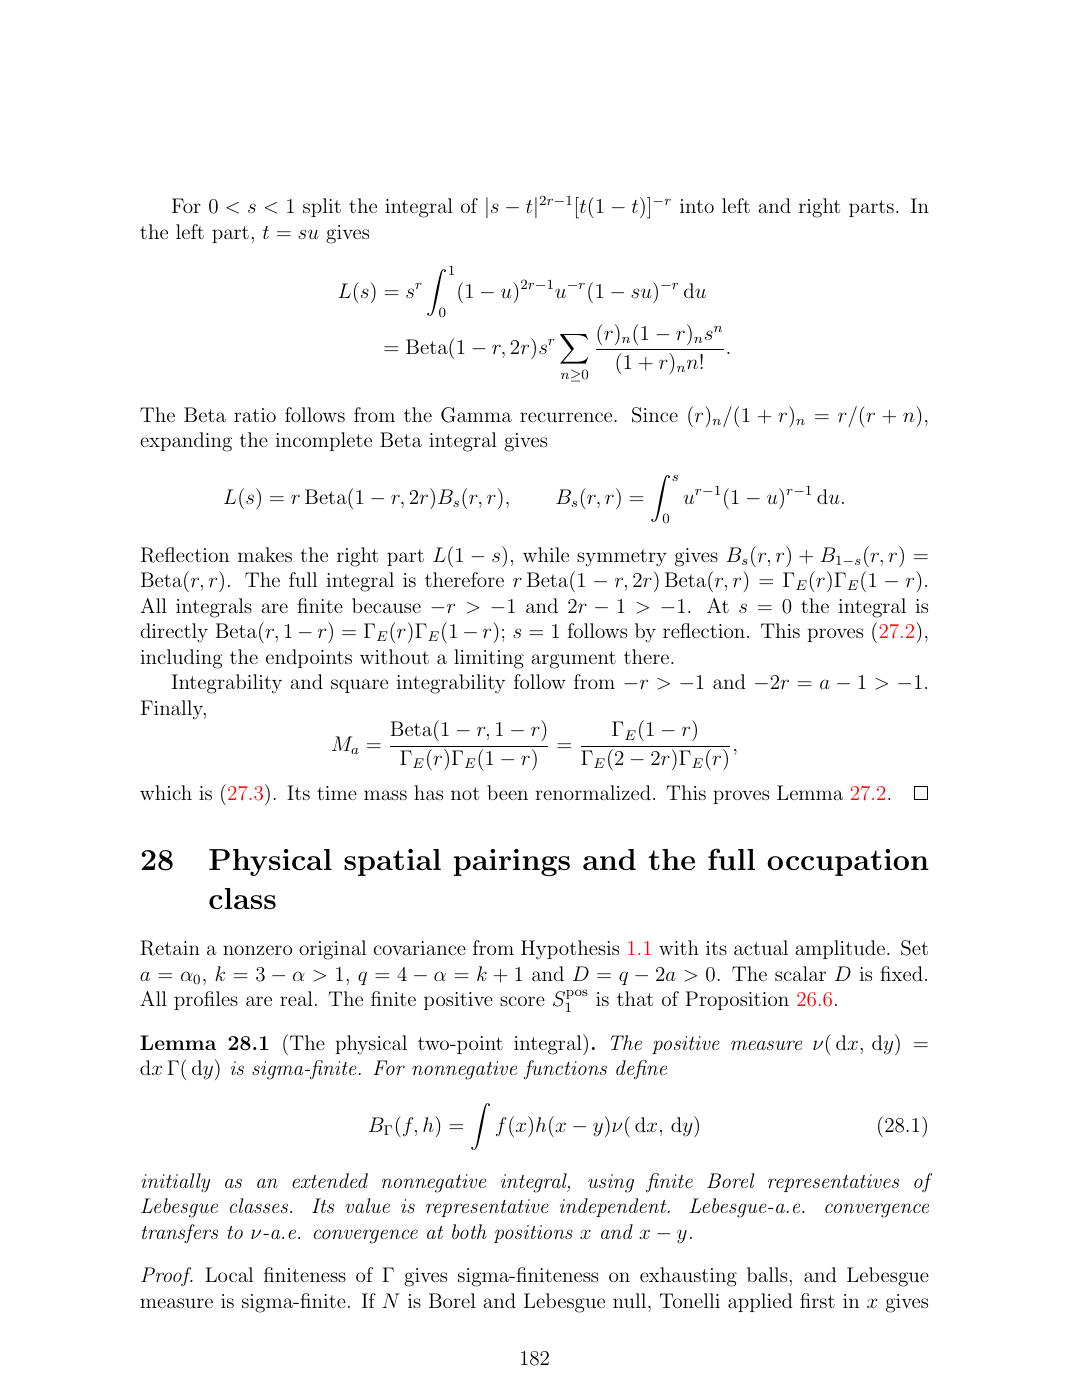 For 0 < s < 1 split the integral of |s − t|^{2r−1}[t(1 − t)]^{−r} into left and right parts. In
the left part, t = su gives
L(s) = s^r ∫_0^1 (1 − u)^{2r−1}u^{−r}(1 − su)^{−r} du
= Beta(1 − r, 2r)s^r ∑_{n≥0} \frac{(r)_n(1 − r)_n s^n}{(1 + r)_n n!}.
The Beta ratio follows from the Gamma recurrence. Since (r)_n/(1 + r)_n = r/(r + n),
expanding the incomplete Beta integral gives
L(s) = r Beta(1 − r, 2r)B_s(r, r), B_s(r, r) = ∫_0^s u^{r−1}(1 − u)^{r−1} du.
Reflection makes the right part L(1 − s), while symmetry gives B_s(r, r) + B_{1−s}(r, r) =
Beta(r, r). The full integral is therefore r Beta(1 − r, 2r) Beta(r, r) = Γ_E(r)Γ_E(1 − r).
All integrals are finite because −r > −1 and 2r − 1 > −1. At s = 0 the integral is
directly Beta(r, 1 − r) = Γ_E(r)Γ_E(1 − r); s = 1 follows by reflection. This proves (27.2),
including the endpoints without a limiting argument there.
Integrability and square integrability follow from −r > −1 and −2r = a − 1 > −1.
Finally,
M_a = \frac{Beta(1 − r, 1 − r)}{Γ_E(r)Γ_E(1 − r)} = \frac{Γ_E(1 − r)}{Γ_E(2 − 2r)Γ_E(r)},
which is (27.3). Its time mass has not been renormalized. This proves Lemma 27.2. □
28 Physical spatial pairings and the full occupation
class
Retain a nonzero original covariance from Hypothesis 1.1 with its actual amplitude. Set
a = α_0, k = 3 − α > 1, q = 4 − α = k + 1 and D = q − 2a > 0. The scalar D is fixed.
All profiles are real. The finite positive score S_1^{pos} is that of Proposition 26.6.
Lemma 28.1 (The physical two-point integral). The positive measure ν( dx, dy) =
dx Γ( dy) is sigma-finite. For nonnegative functions define
B_Γ(f, h) = ∫ f(x)h(x − y)ν( dx, dy) (28.1)
initially as an extended nonnegative integral, using finite Borel representatives of
Lebesgue classes. Its value is representative independent. Lebesgue-a.e. convergence
transfers to ν-a.e. convergence at both positions x and x − y.
Proof. Local finiteness of Γ gives sigma-finiteness on exhausting balls, and Lebesgue
measure is sigma-finite. If N is Borel and Lebesgue null, Tonelli applied first in x gives
182